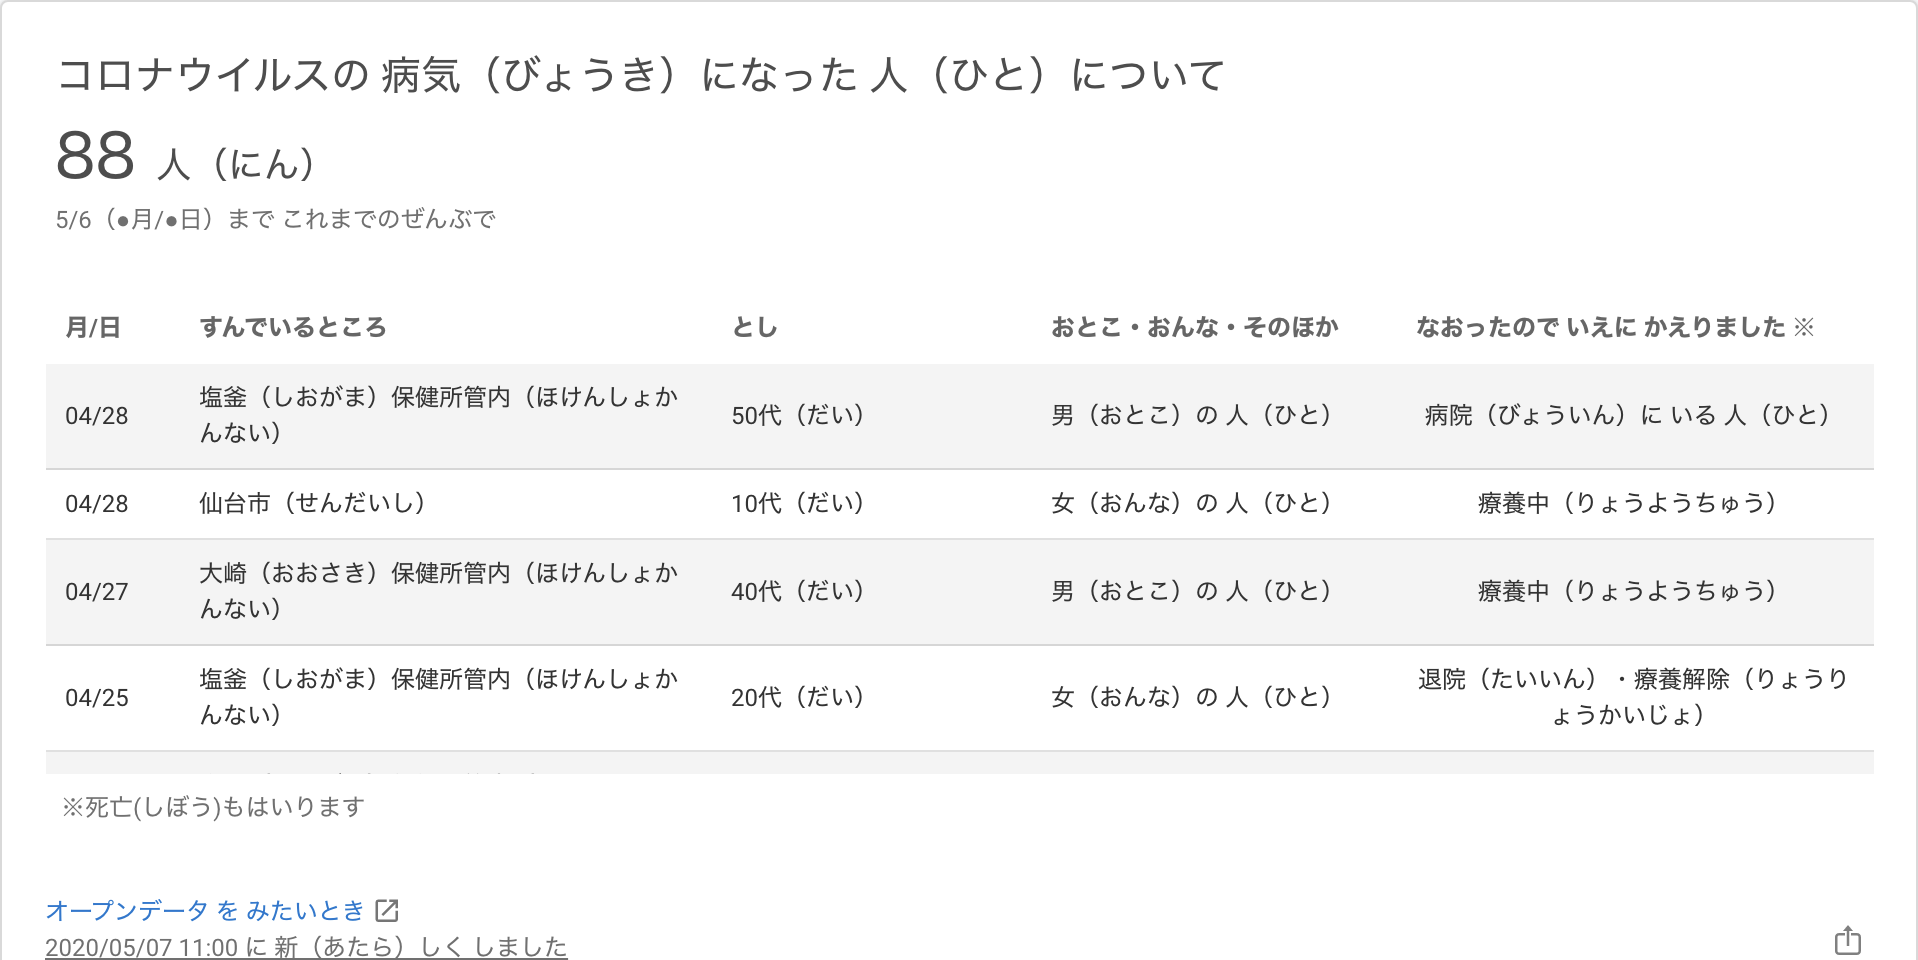 コロナウイルスの 病気（びょうき）になった 人（ひと）について
88 人（にん）
5/6（●月/●日）まで これまでのぜんぶで
月/日 すんでいるところ とし おとこ・おんな・そのほか なおったので いえに かえりました ※
04/28 塩釜（しおがま）保健所管内（ほけんしょか
んない） 50代（だい） 男（おとこ）の 人（ひと） 病院（びょういん）に いる 人（ひと）
04/28 仙台市（せんだいし） 10代（だい） 女（おんな）の 人（ひと） 療養中（りょうようちゅう）
04/27 大崎（おおさき）保健所管内（ほけんしょか
んない） 40代（だい） 男（おとこ）の 人（ひと） 療養中（りょうようちゅう）
04/25 塩釜（しおがま）保健所管内（ほけんしょか
んない） 20代（だい） 女（おんな）の 人（ひと） 退院（たいいん）・療養解除（りょうり
ょうかいじょ）
※死亡(しぼう)もはいります
オープンデータ を みたいとき
2020/05/07 11:00 に 新（あたら）しく しました